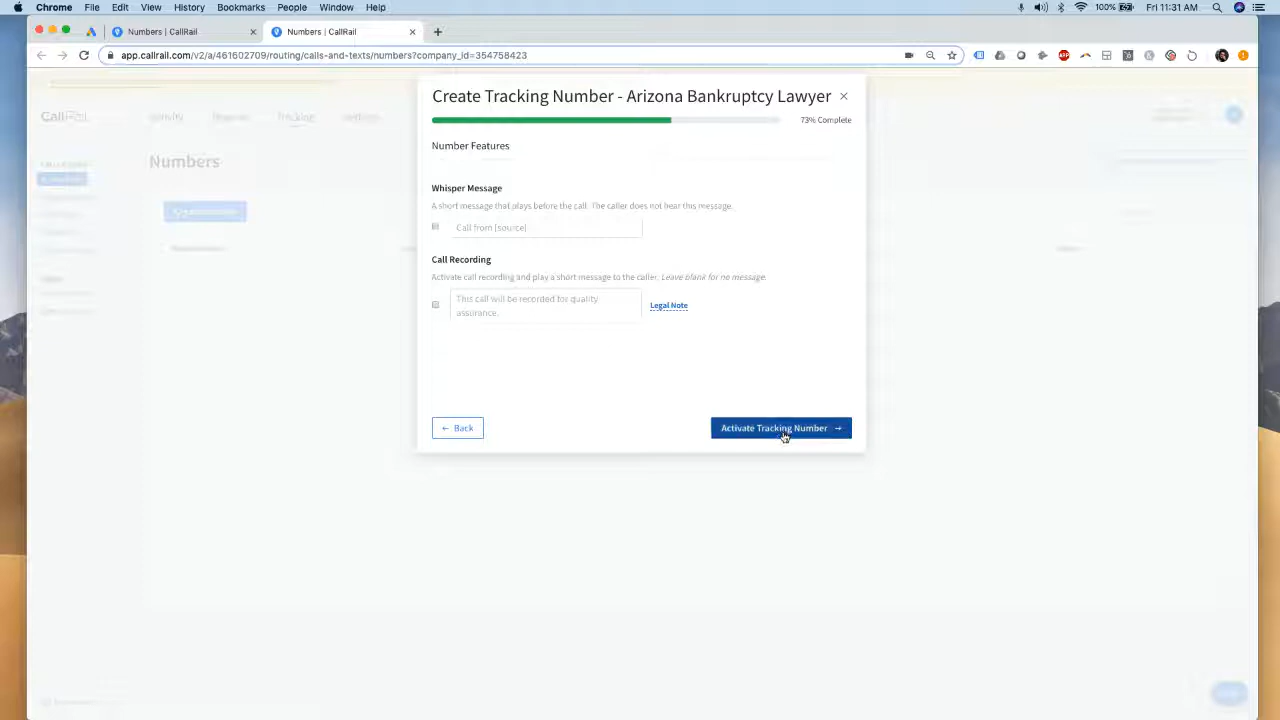 Chrome File Edit View History Bookmarks People Window Help 100% Fri 11:31 AM
Numbers | CallRail Numbers | CallRail
app.callrail.com/v2/a/461602709/routing/calls-and-texts/numbers?company_id=354758423
Create Tracking Number - Arizona Bankruptcy Lawyer
73% Complete
Activity Reports Tracking Settings
Number Features
Numbers
Whisper Message
A short message that plays before the call. The caller does not hear this message.
Call from [source]
Call Recording
Activate call recording and play a short message to the caller. Leave blank for no message.
This call will be recorded for quality
assurance.
Legal Note
← Back
Activate Tracking Number →